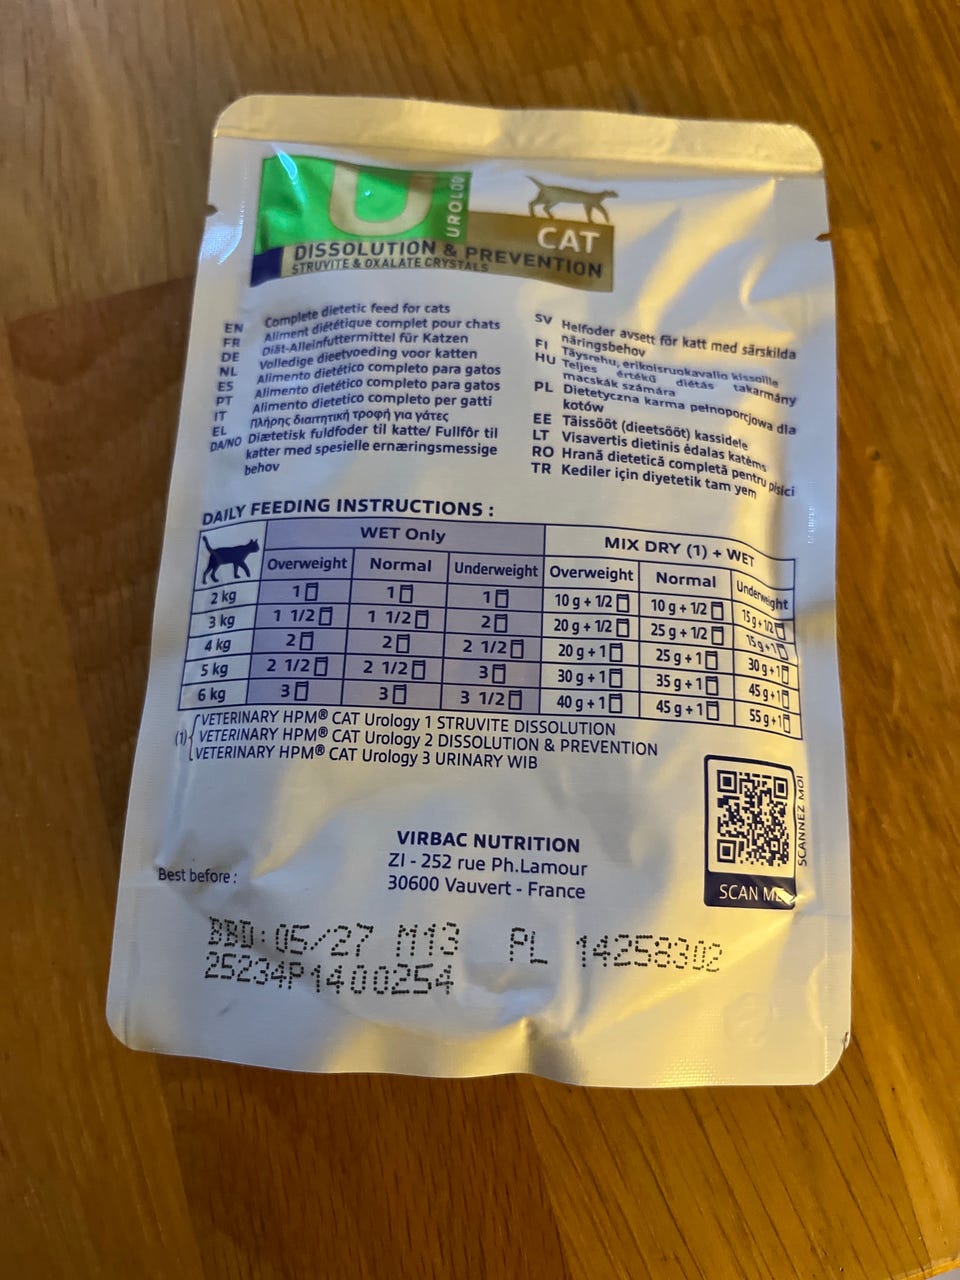 U
UROLOG
CAT
DISSOLUTION & PREVENTION
STRUVITE & OXALATE CRYSTALS
EN Complete dietetic feed for cats
FR Aliment diététique complet pour chats
DE Diät-Alleinfuttermittel für Katzen
NL Volledige dieetvoeding voor katten
ES Alimento dietético completo para gatos
PT Alimento dietético completo para gatos
IT Alimento dietetico completo per gatti
EL Πλήρης διαιτητική τροφή για γάτες
DA/NO Diætetisk fuldfoder til katte/ Fullfôr til
katter med spesielle ernæringsmessige
behov
SV Helfoder avsett för katt med särskilda
näringsbehov
FI Täysrehu, erikoisruokavalio kissoille
HU Teljes értékű diétás takarmány
macskák számára
PL Dietetyczna karma pełnoporcjowa dla
kotów
EE Täissööt (dieetsööt) kassidele
LT Visavertis dietinis ėdalas katėms
RO Hrană dietetică completă pentru pisici
TR Kediler için diyetetik tam yem
DAILY FEEDING INSTRUCTIONS :
WET Only MIX DRY (1) + WET
Overweight Normal Underweight Overweight Normal Underweight
2 kg 1 1 1 10 g + 1/2 10 g + 1/2 15 g + 1/2
3 kg 1 1/2 1 1/2 2 20 g + 1/2 25 g + 1/2 15 g + 1
4 kg 2 2 2 1/2 20 g + 1 25 g + 1 30 g + 1
5 kg 2 1/2 2 1/2 3 30 g + 1 35 g + 1 45 g + 1
6 kg 3 3 3 1/2 40 g + 1 45 g + 1 55 g + 1
(1) VETERINARY HPM® CAT Urology 1 STRUVITE DISSOLUTION
VETERINARY HPM® CAT Urology 2 DISSOLUTION & PREVENTION
VETERINARY HPM® CAT Urology 3 URINARY WIB
VIRBAC NUTRITION
ZI - 252 rue Ph.Lamour
30600 Vauvert - France
SCANNEZ MOI
SCAN ME
Best before :
BBD: 05/27 M13 PL 14258302
25234P1400254